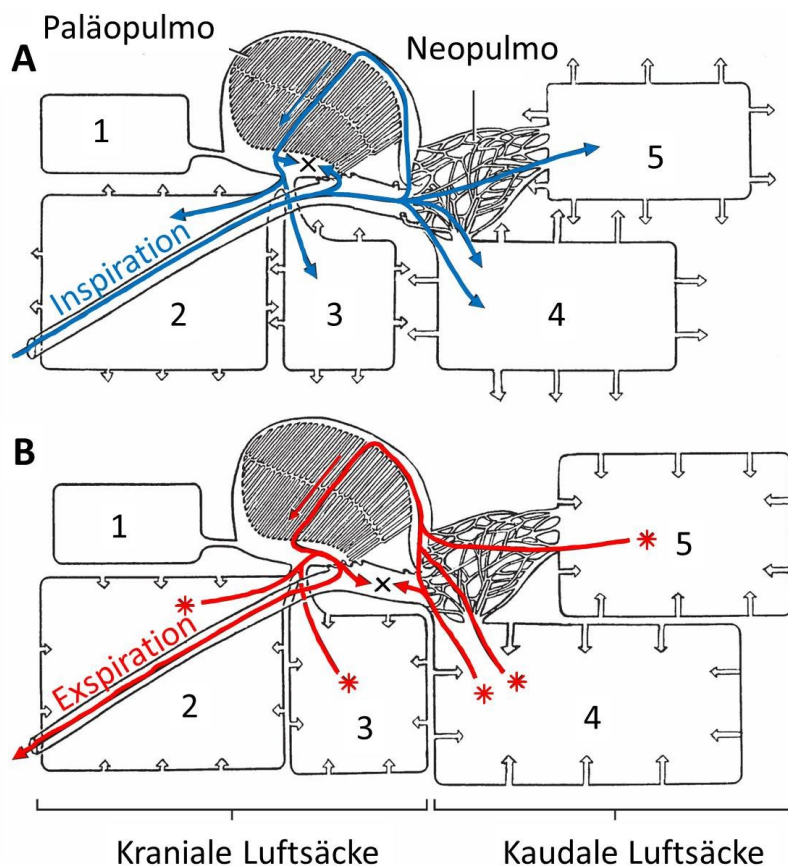 Paläopulmo
Neopulmo
A
1
5
Inspiration
2
3
4
B
1
5
Exspiration
2
3
4
Kraniale Luftsäcke
Kaudale Luftsäcke